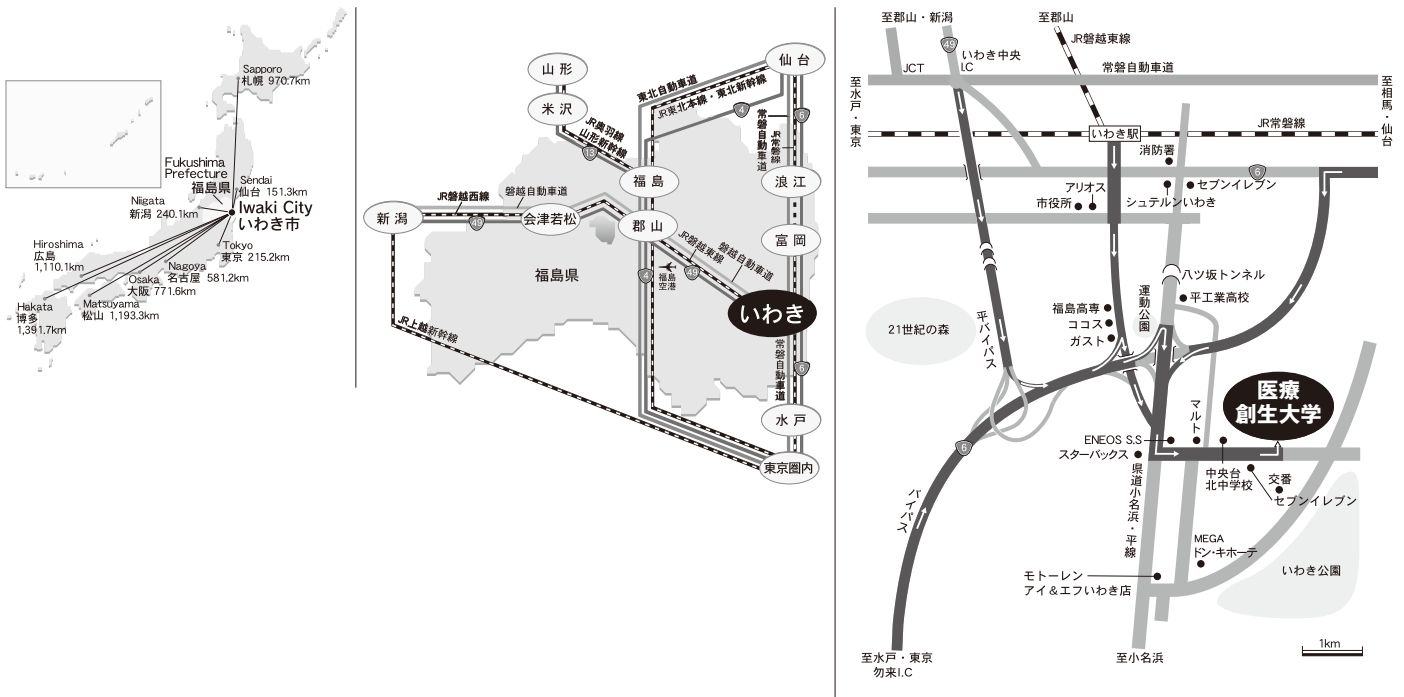 Sapporo
札幌 970.7km
Fukushima
Prefecture
福島県
Sendai
仙台 151.3km
Niigata
新潟 240.1km
Iwaki City
いわき市
Hiroshima
広島
1,110.1km
Tokyo
東京 215.2km
Nagoya
名古屋 581.2km
Osaka
大阪 771.6km
Matsuyama
松山 1,193.3km
Hakata
博多
1,391.7km
山形
米沢
仙台
東北自動車道
JR東北本線・東北新幹線
4
常磐自動車道
JR常磐線
6
JR奥羽線
山形新幹線
13
福島
浪江
JR磐越西線
磐越自動車道
新潟
49
会津若松
郡山
富岡
JR磐越東線
磐越自動車道
福島県
4
福島
空港
49
いわき
JR上越新幹線
常磐自動車道
6
水戸
東京圏内
至郡山・新潟
至郡山
49
いわき中央
I.C
JR磐越東線
JCT
常磐自動車道
至水戸・東京
至相馬・仙台
いわき駅
JR常磐線
消防署
6
アリオス
セブンイレブン
市役所
シュテルンいわき
八ツ坂トンネル
運動公園
平工業高校
福島高専
ココス
ガスト
21世紀の森
平バイパス
医療
創生大学
マルト
ENEOS S.S
スターバックス
6
中央台
北中学校
交番
セブンイレブン
県道小名浜・平線
バイパス
MEGA
ドン・キホーテ
モトーレン
アイ＆エフいわき店
いわき公園
1km
至水戸・東京
勿来I.C
至小名浜